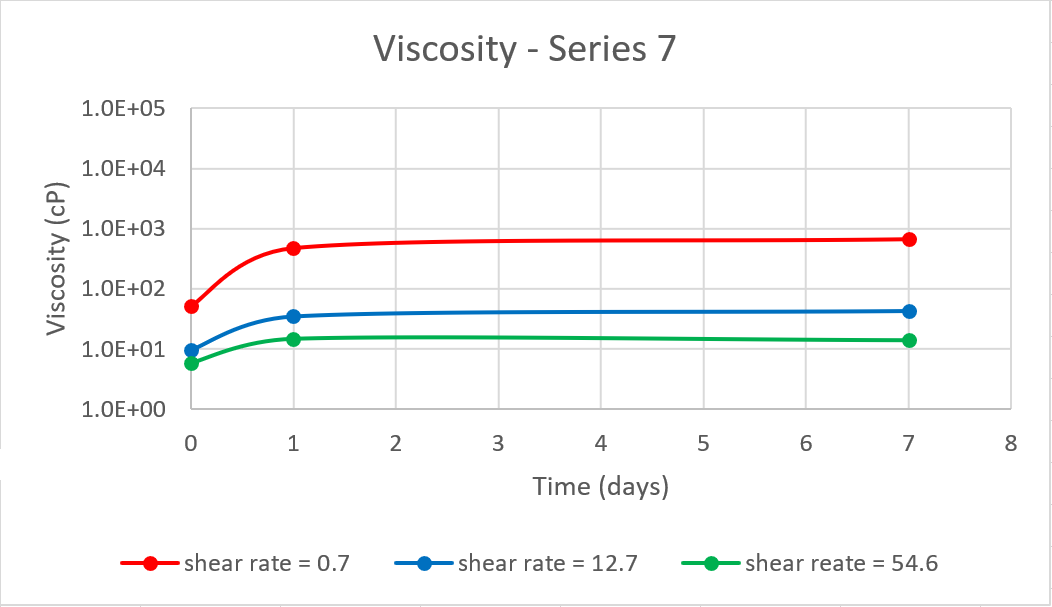 Viscosity - Series 7
1.0E+05
1.0E+04
1.0E+03
1.0E+02
1.0E+01
1.0E+00
Viscosity (cP)
0 1 2 3 4 5 6 7 8
Time (days)
shear rate = 0.7 shear rate = 12.7 shear reate = 54.6